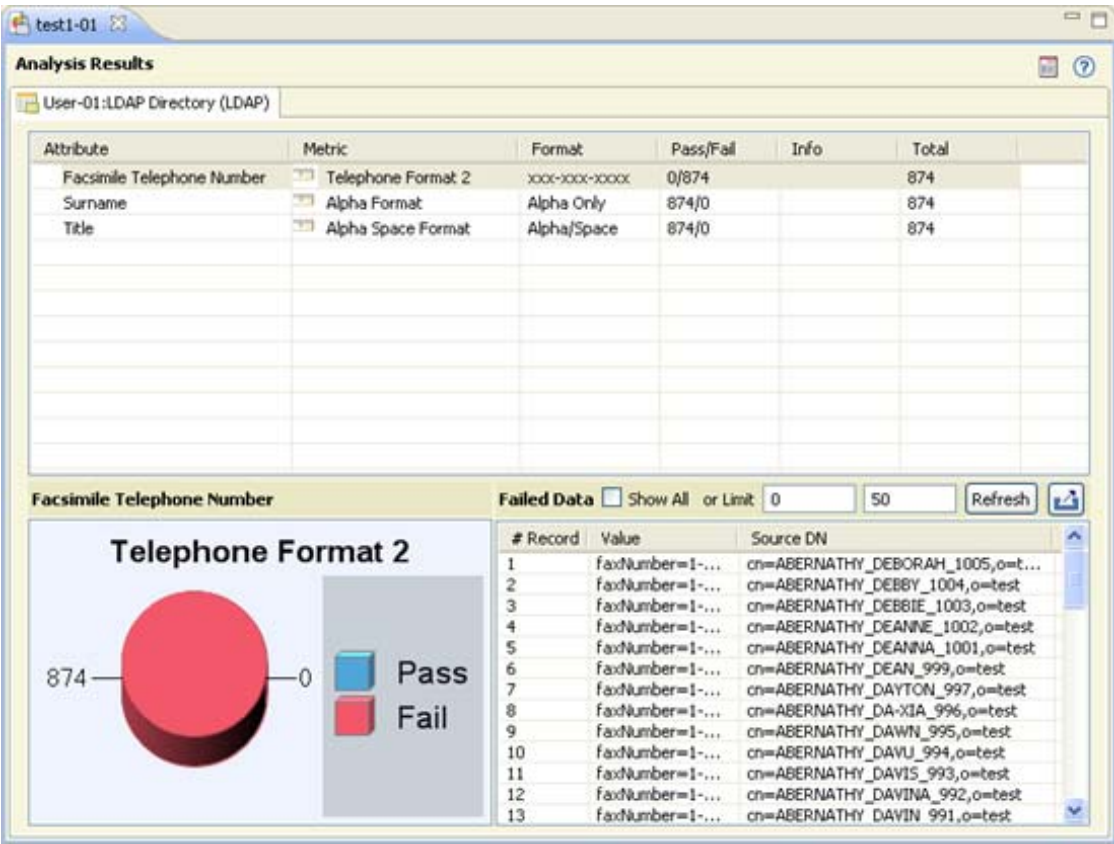 test1-01
Analysis Results
User-01:LDAP Directory (LDAP)
Attribute Metric Format Pass/Fail Info Total
Facsimile Telephone Number Telephone Format 2 xxx-xxx-xxxx 0/874 874
Surname Alpha Format Alpha Only 874/0 874
Title Alpha Space Format Alpha/Space 874/0 874
Facsimile Telephone Number
Failed Data Show All or Limit 0 50 Refresh
Telephone Format 2
874 0
Pass
Fail
# Record Value Source DN
1 faxNumber=1-... cn=ABERNATHY_DEBORAH_1005,o=t...
2 faxNumber=1-... cn=ABERNATHY_DEBBY_1004,o=test
3 faxNumber=1-... cn=ABERNATHY_DEBBIE_1003,o=test
4 faxNumber=1-... cn=ABERNATHY_DEANNE_1002,o=test
5 faxNumber=1-... cn=ABERNATHY_DEANNA_1001,o=test
6 faxNumber=1-... cn=ABERNATHY_DEAN_999,o=test
7 faxNumber=1-... cn=ABERNATHY_DAYTON_997,o=test
8 faxNumber=1-... cn=ABERNATHY_DA-XIA_996,o=test
9 faxNumber=1-... cn=ABERNATHY_DAWN_995,o=test
10 faxNumber=1-... cn=ABERNATHY_DAVU_994,o=test
11 faxNumber=1-... cn=ABERNATHY_DAVIS_993,o=test
12 faxNumber=1-... cn=ABERNATHY_DAVINA_992,o=test
13 faxNumber=1-... cn=ABERNATHY_DAVIN_991,o=test